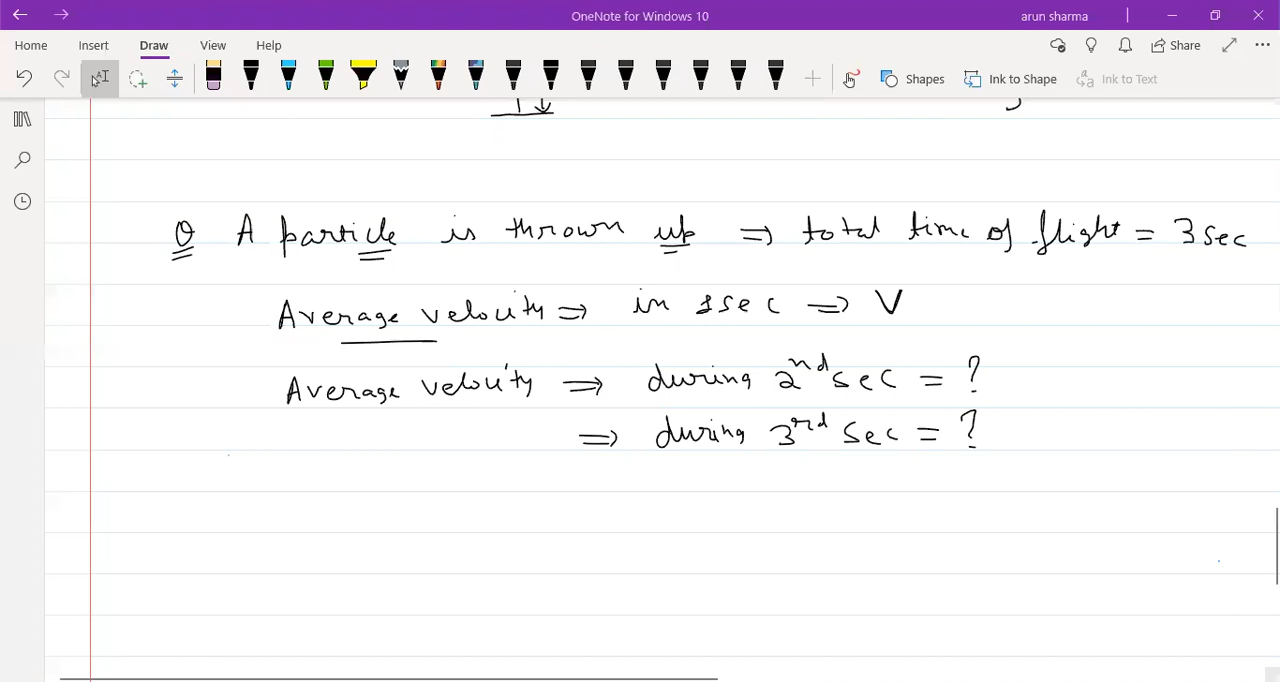 OneNote for Windows 10
arun sharma
Home Insert Draw View Help
Share
Shapes Ink to Shape Ink to Text
Q A particle is thrown up ⇒ total time of flight = 3 sec
Average velocity ⇒ in 1 sec ⇒ V
Average velocity ⇒ during 2nd sec = ?
⇒ during 3rd sec = ?